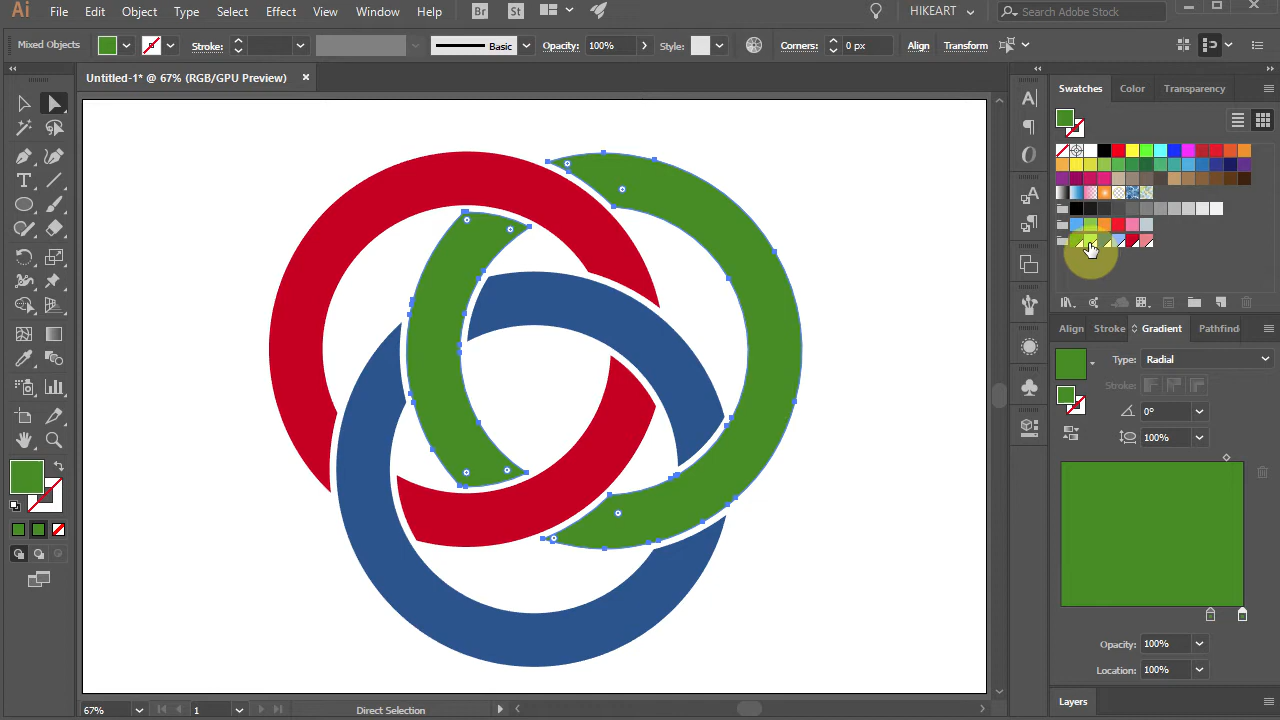 Ai File Edit Object Type Select Effect View Window Help Br St HIKEART Search Adobe Stock
Mixed Objects Stroke: Basic Opacity: 100% Style: Corners: 0 px Align Transform
Untitled-1* @ 67% (RGB/GPU Preview)
Swatches Color Transparency
Align Stroke Gradient Pathfind
Type: Radial
Stroke:
0°
100%
Opacity: 100%
Location: 100%
Layers
67% 1 Direct Selection